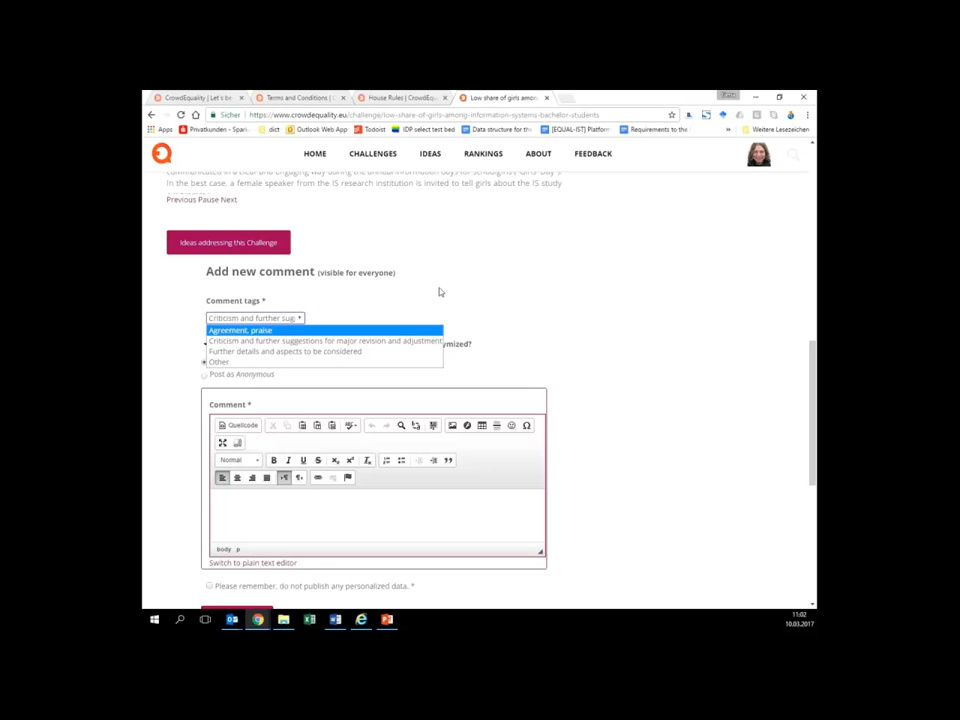 CrowdEquality | Let´s be
Terms and Conditions |
House Rules | CrowdEq
Low share of girls amon
Sicher
https://www.crowdequality.eu/challenge/low-share-of-girls-among-information-systems-bachelor-students
Apps
Privatkunden - Spark
dict
Outlook Web App
Todoist
IDP select test bed
Data structure for the
[EQUAL-IST] Platform
Requirements to the
»
Weitere Lesezeichen
HOME
CHALLENGES
IDEAS
RANKINGS
ABOUT
FEEDBACK
In the best case, a female speaker from the IS research institution is invited to tell girls about the IS study
Previous Pause Next
Ideas addressing this Challenge
Add new comment (visible for everyone)
Comment tags *
Criticism and further sug
Agreement, praise
Criticism and further suggestions for major revision and adjustment
ymized?
Further details and aspects to be considered
Other
Post as Anonymous
Comment *
Quellcode
Normal
B I U S
body p
Switch to plain text editor
Please remember, do not publish any personalized data. *
11:02
10.03.2017